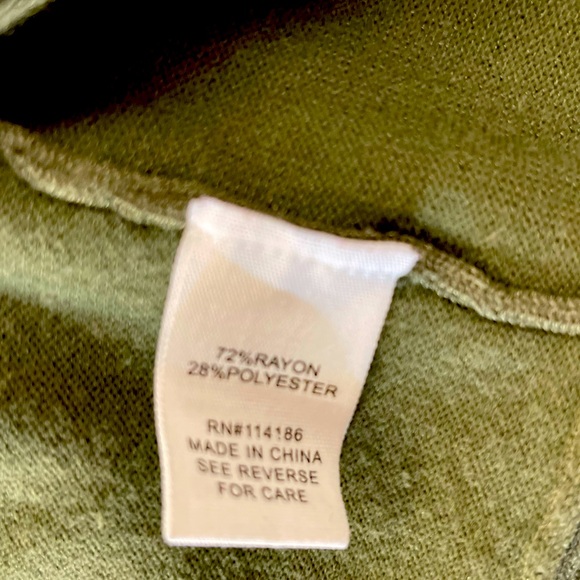 72%RAYON
28%POLYESTER
RN#114186
MADE IN CHINA
SEE REVERSE
FOR CARE